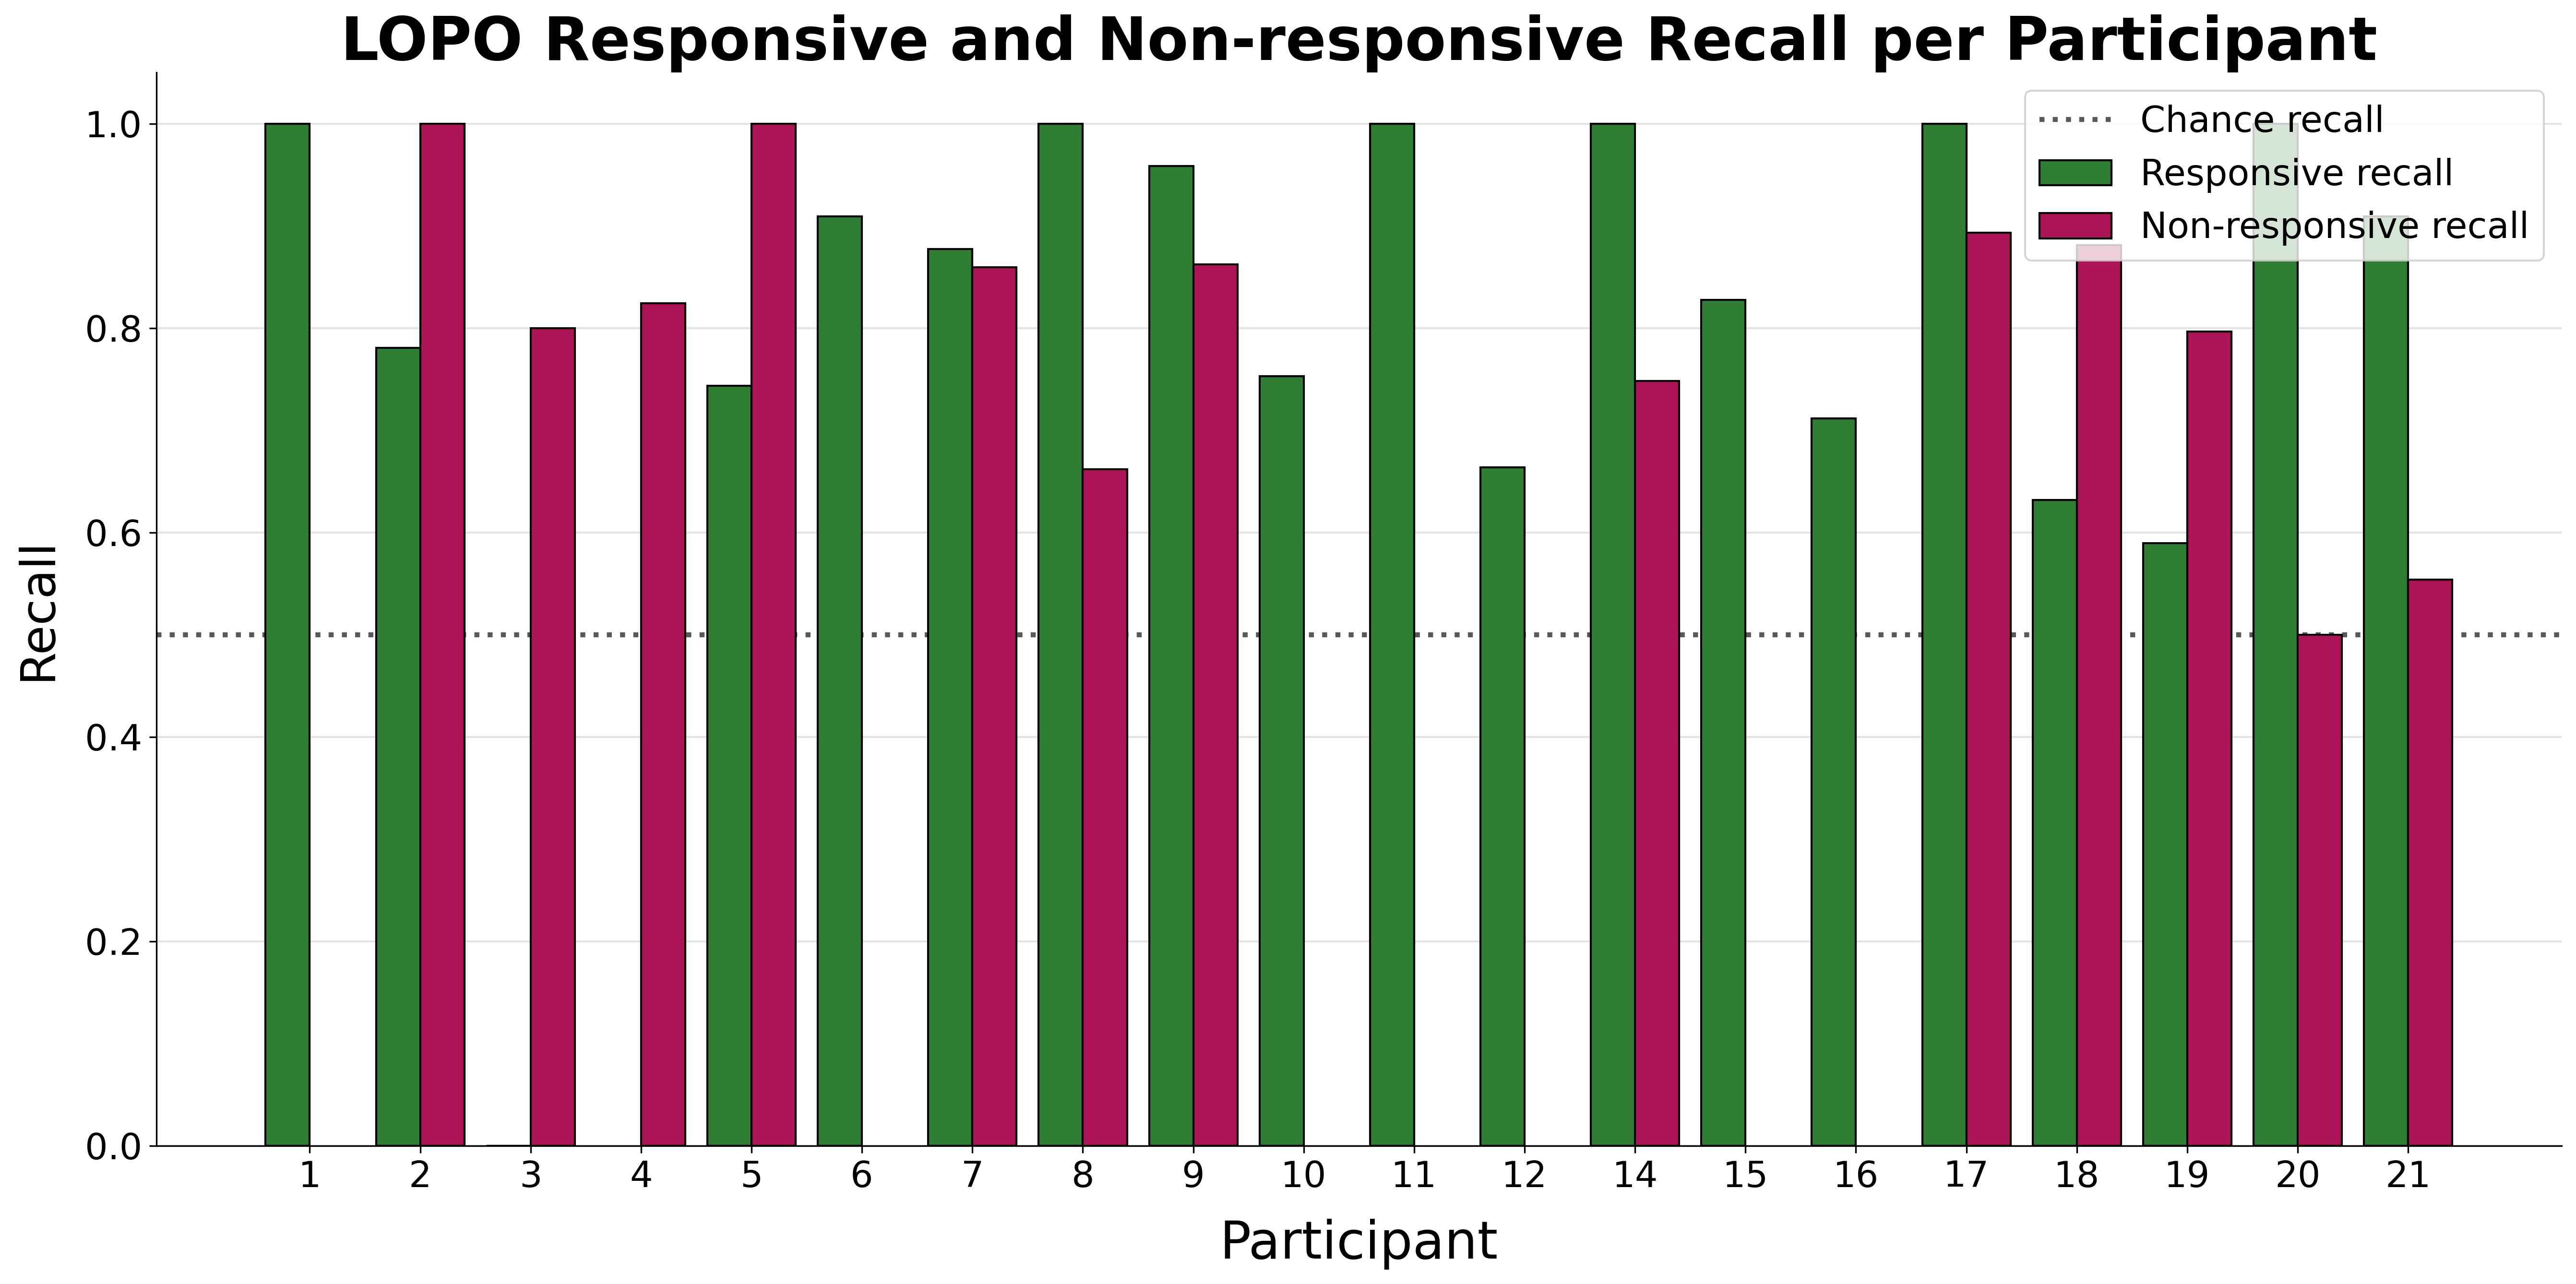 LOPO Responsive and Non-responsive Recall per Participant
Chance recall
Responsive recall
Non-responsive recall
1.0
0.8
0.6
0.4
0.2
0.0
Recall
1 2 3 4 5 6 7 8 9 10 11 12 14 15 16 17 18 19 20 21
Participant